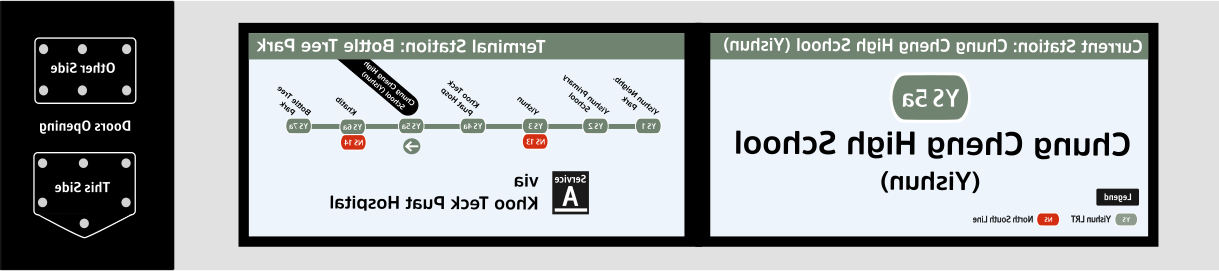 Current Station: Chung Cheng High School (Yishun)
YS 5a
Chung Cheng High School
(Yishun)
Legend
YS Yishun LRT NS North South Line
Terminal Station: Bottle Tree Park
Yishun Neighb. Park
Yishun Primary School
Yishun
Khoo Teck Puat Hosp
Chung Cheng High School (Yishun)
Khatib
Bottle Tree Park
YS 1 YS 2 YS 3 YS 4a YS 5a YS 6a YS 7a
NS 13 NS 14
Service
A
via
Khoo Teck Puat Hospital
Other Side
Doors Opening
This Side